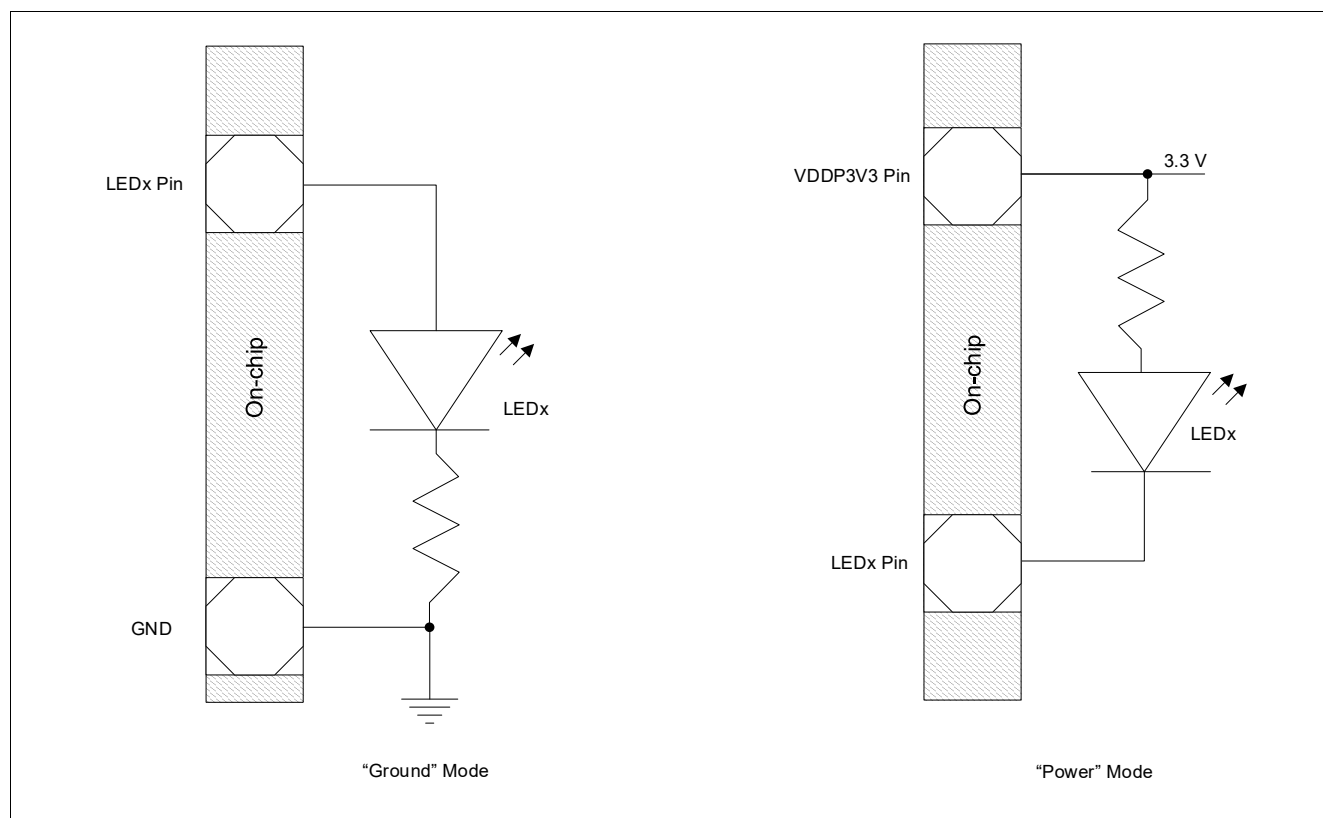 LEDx Pin
On-chip
LEDx
GND
“Ground” Mode
VDDP3V3 Pin
3.3 V
On-chip
LEDx
LEDx Pin
“Power” Mode